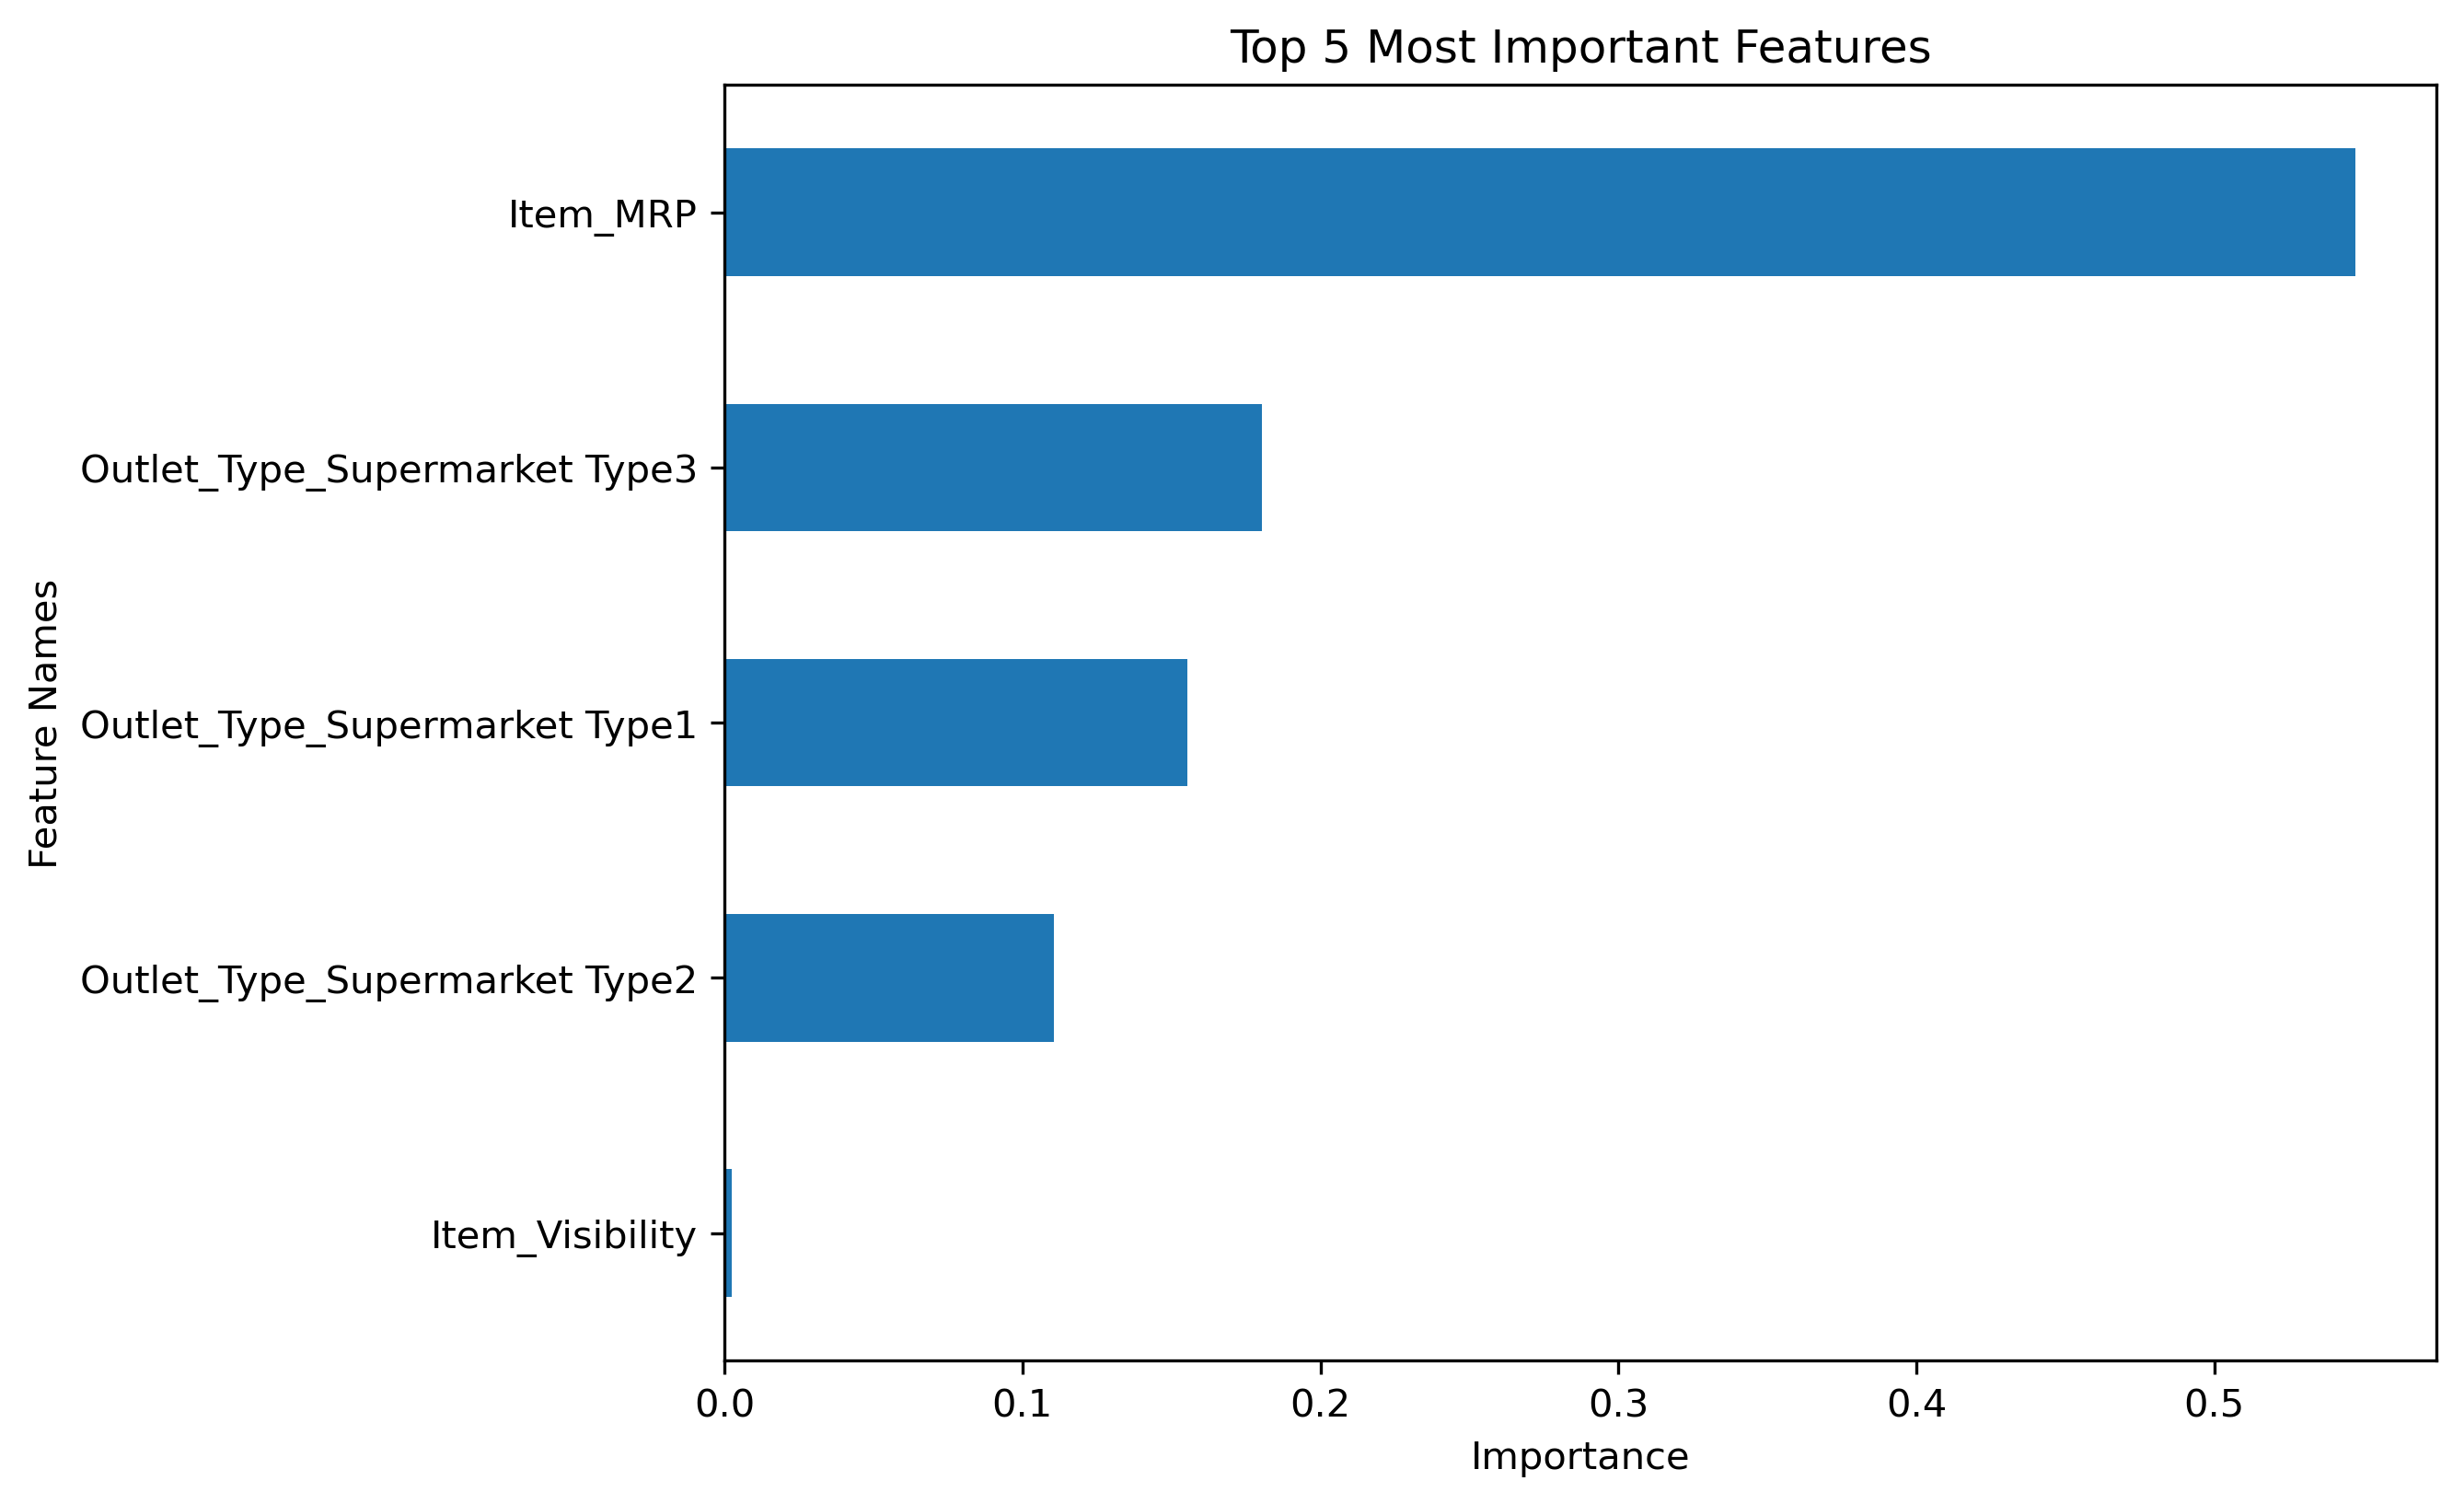 Top 5 Most Important Features
Item_MRP
Outlet_Type_Supermarket Type3
Outlet_Type_Supermarket Type1
Outlet_Type_Supermarket Type2
Item_Visibility
Feature Names
0.0 0.1 0.2 0.3 0.4 0.5
Importance